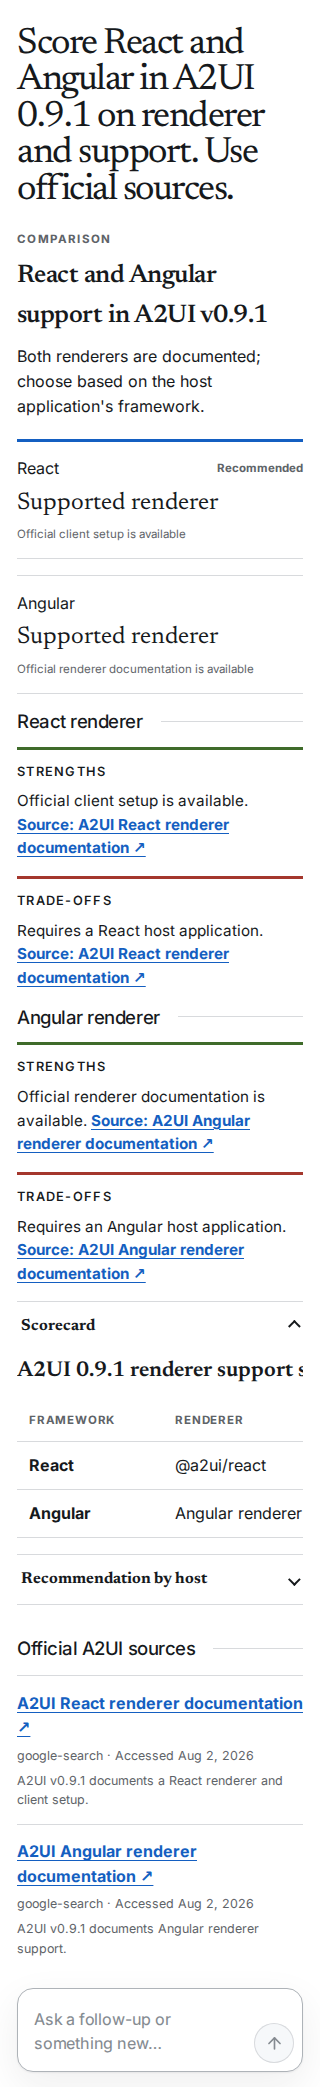 Score React and
Angular in A2UI
0.9.1 on renderer
and support. Use
official sources.
COMPARISON
React and Angular
support in A2UI v0.9.1
Both renderers are documented;
choose based on the host
application's framework.
React
Recommended
Supported renderer
Official client setup is available
Angular
Supported renderer
Official renderer documentation is available
React renderer
STRENGTHS
Official client setup is available.
Source: A2UI React renderer
documentation ↗
TRADE-OFFS
Requires a React host application.
Source: A2UI React renderer
documentation ↗
Angular renderer
STRENGTHS
Official renderer documentation is
available. Source: A2UI Angular
renderer documentation ↗
TRADE-OFFS
Requires an Angular host application.
Source: A2UI Angular renderer
documentation ↗
Scorecard
A2UI 0.9.1 renderer support s
FRAMEWORK RENDERER
React @a2ui/react
Angular Angular renderer
Recommendation by host
Official A2UI sources
A2UI React renderer documentation
↗
google-search · Accessed Aug 2, 2026
A2UI v0.9.1 documents a React renderer and
client setup.
A2UI Angular renderer
documentation ↗
google-search · Accessed Aug 2, 2026
A2UI v0.9.1 documents Angular renderer
support.
Ask a follow-up or
something new...